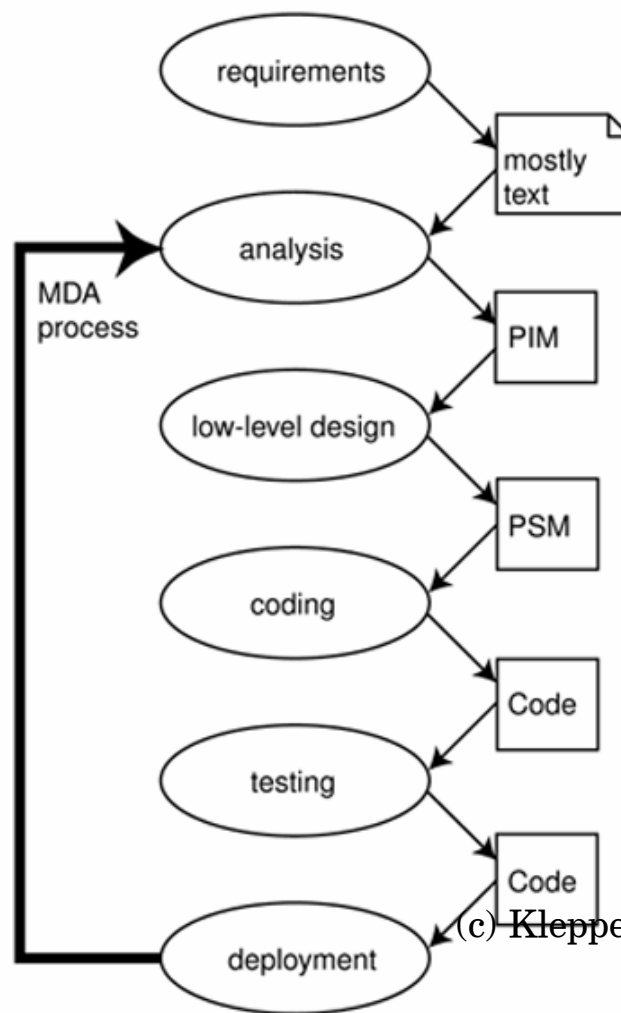 requirements
mostly
text
analysis
MDA
process
PIM
low-level design
PSM
coding
Code
testing
Code
(c) Kleppe
deployment